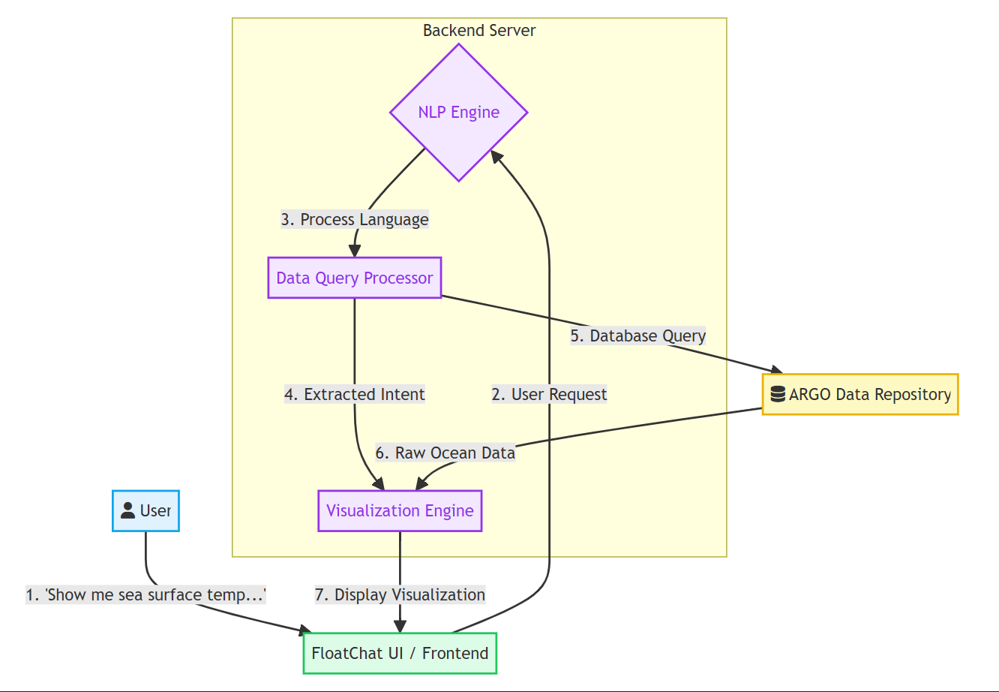 Backend Server
NLP Engine
3. Process Language
Data Query Processor
5. Database Query
4. Extracted Intent
2. User Request
ARGO Data Repository
6. Raw Ocean Data
User
Visualization Engine
1. 'Show me sea surface temp...'
7. Display Visualization
FloatChat UI / Frontend